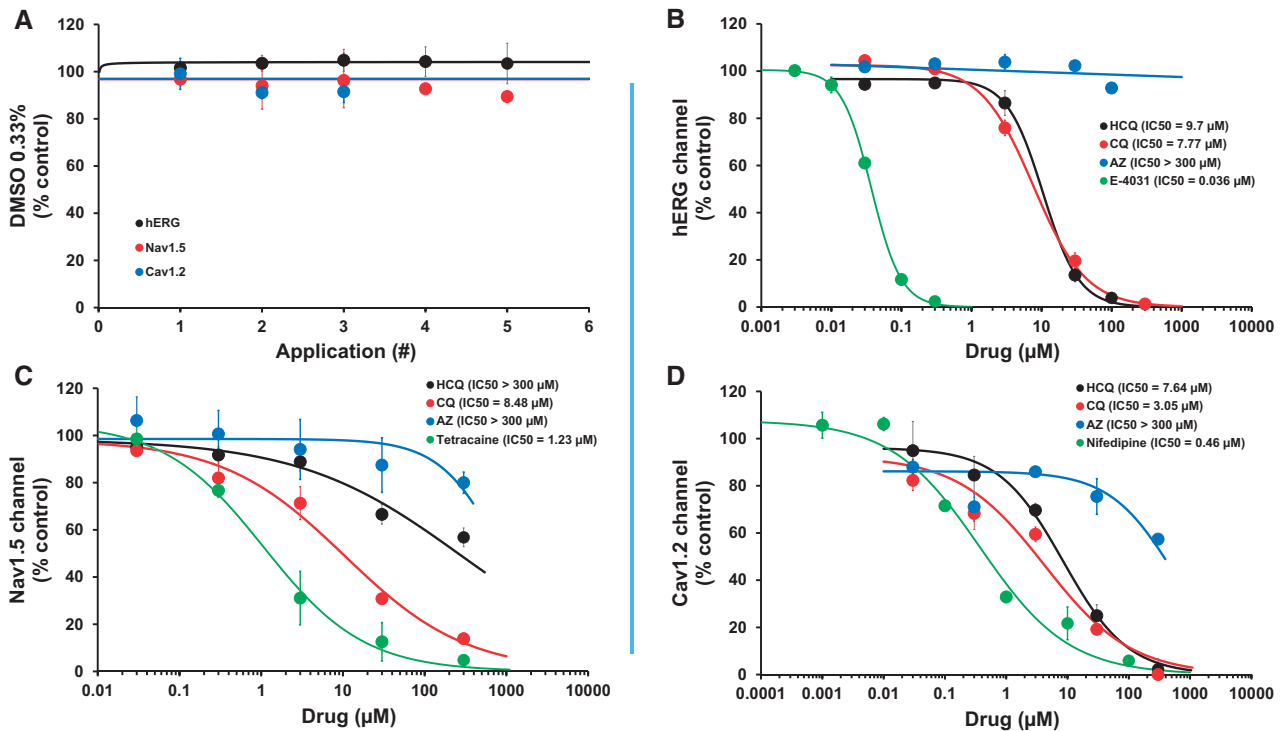 A
DMSO 0.33%
(% control)
120
100
80
60
40
20
0
hERG
Nav1.5
Cav1.2
0 1 2 3 4 5 6
Application (#)
B
hERG channel
(% control)
120
100
80
60
40
20
0
HCQ (IC50 = 9.7 µM)
CQ (IC50 = 7.77 µM)
AZ (IC50 > 300 µM)
E-4031 (IC50 = 0.036 µM)
0.001 0.01 0.1 1 10 100 1000 10000
Drug (µM)
C
Nav1.5 channel
(% control)
120
100
80
60
40
20
0
HCQ (IC50 > 300 µM)
CQ (IC50 = 8.48 µM)
AZ (IC50 > 300 µM)
Tetracaine (IC50 = 1.23 µM)
0.01 0.1 1 10 100 1000 10000
Drug (µM)
D
Cav1.2 channel
(% control)
120
100
80
60
40
20
0
HCQ (IC50 = 7.64 µM)
CQ (IC50 = 3.05 µM)
AZ (IC50 > 300 µM)
Nifedipine (IC50 = 0.46 µM)
0.0001 0.001 0.01 0.1 1 10 100 1000 10000
Drug (µM)